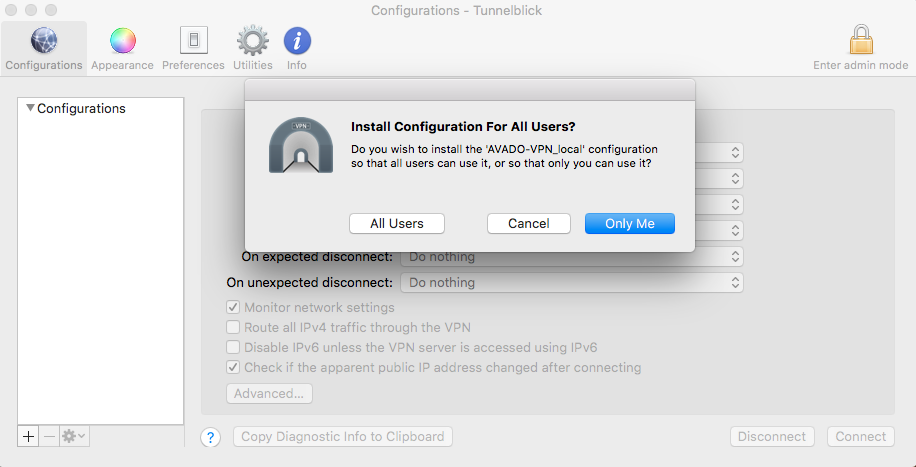 Configurations - Tunnelblick
Configurations
Appearance
Preferences
Utilities
Info
Enter admin mode
Configurations
VPN
Install Configuration For All Users?
Do you wish to install the 'AVADO-VPN_local' configuration
so that all users can use it, or so that only you can use it?
All Users
Cancel
Only Me
On expected disconnect:
Do nothing
On unexpected disconnect:
Do nothing
Monitor network settings
Route all IPv4 traffic through the VPN
Disable IPv6 unless the VPN server is accessed using IPv6
Check if the apparent public IP address changed after connecting
Advanced...
?
Copy Diagnostic Info to Clipboard
Disconnect
Connect